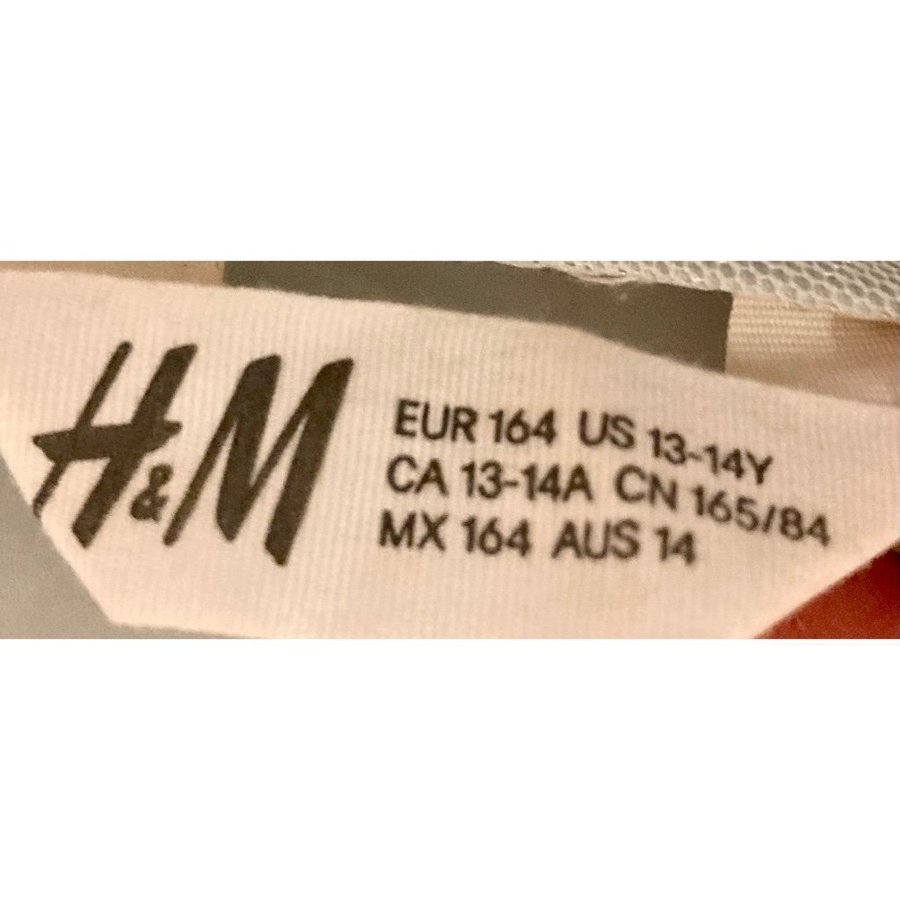 H&M
EUR 164 US 13-14Y
CA 13-14A CN 165/84
MX 164 AUS 14